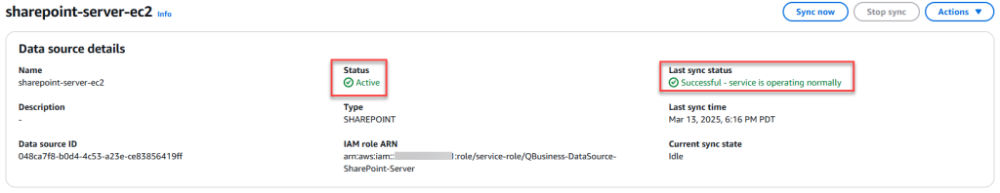 sharepoint-server-ec2 Info
Sync now
Stop sync
Actions
Data source details
Name
sharepoint-server-ec2
Status
Active
Last sync status
Successful - service is operating normally
Description
-
Type
SHAREPOINT
Last sync time
Mar 13, 2025, 6:16 PM PDT
Data source ID
048ca7f8-b0d4-4c53-a23e-ce83856419ff
IAM role ARN
arn:aws:iam:: :role/service-role/QBusiness-DataSource-
SharePoint-Server
Current sync state
Idle